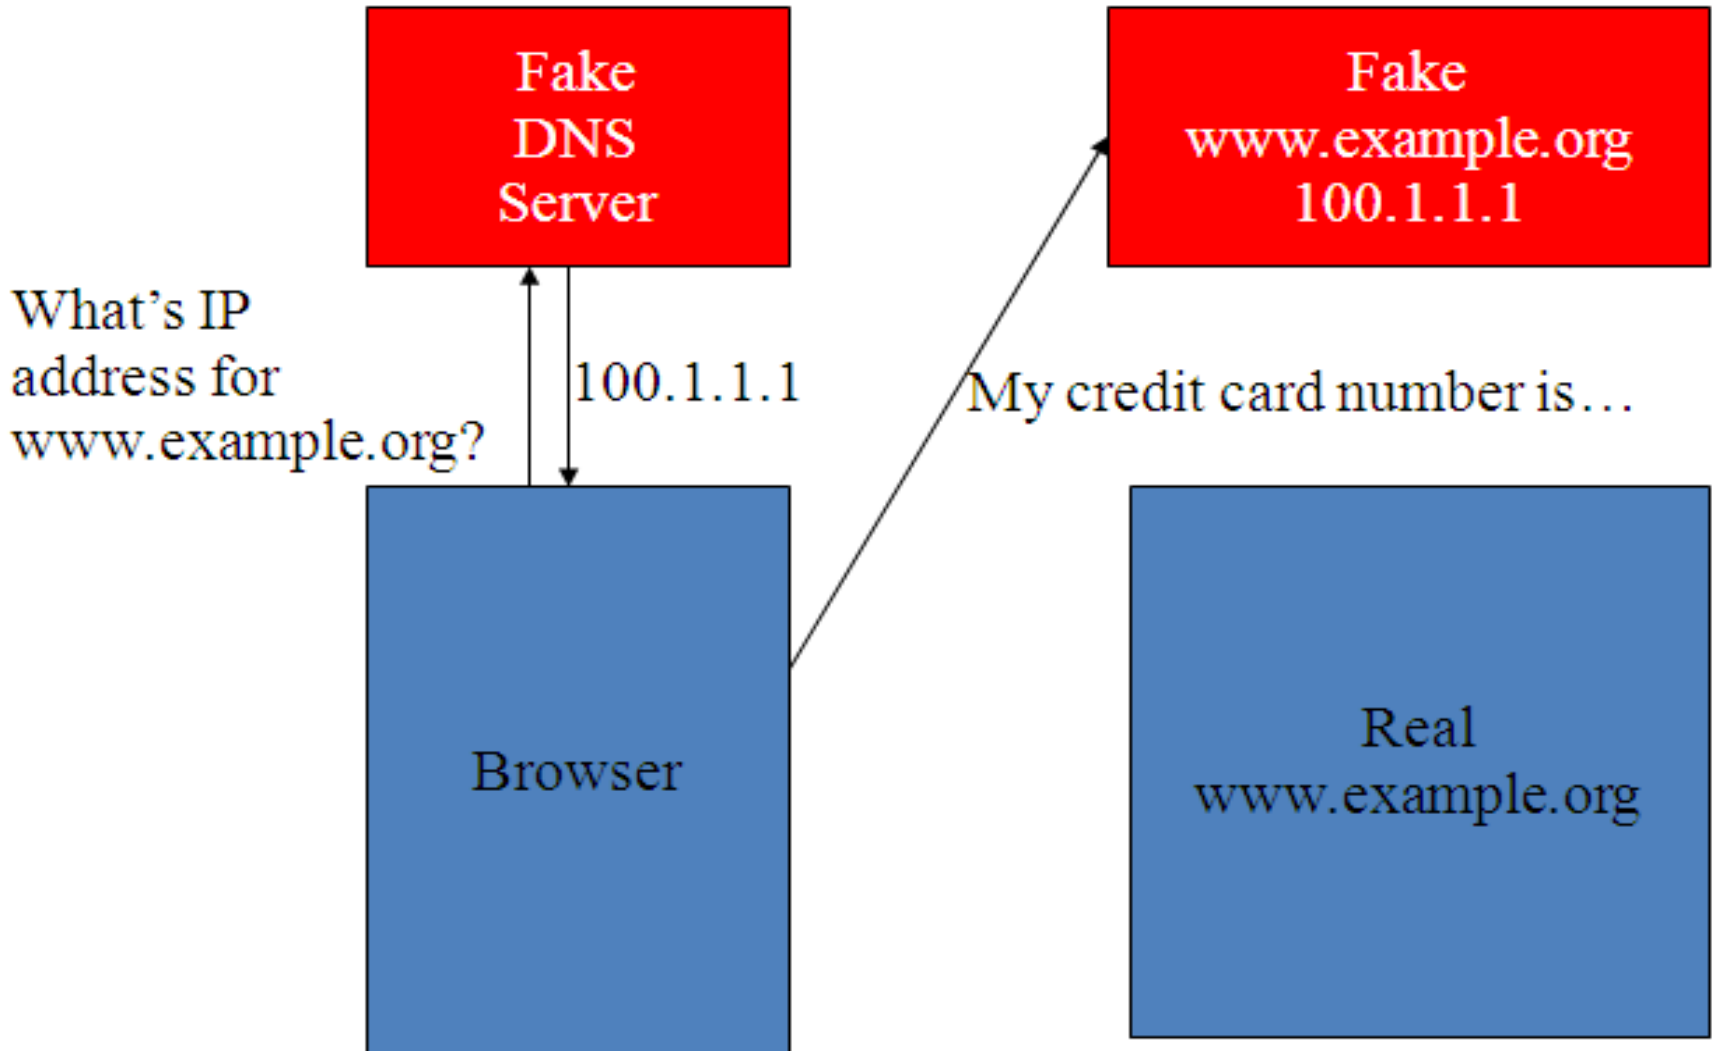 Fake
DNS
Server
Fake
www.example.org
100.1.1.1
What’s IP
address for
www.example.org?
100.1.1.1
My credit card number is…
Browser
Real
www.example.org